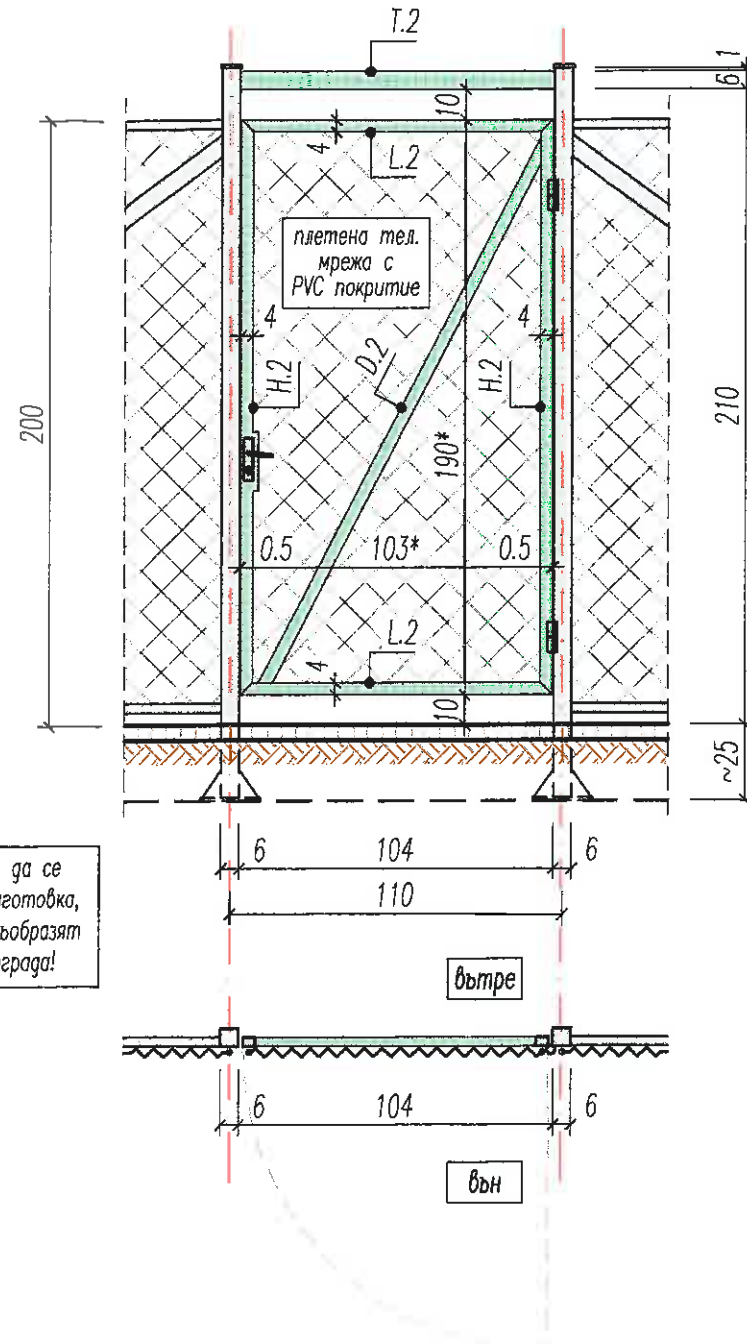 T.2
1
6
10
4
L.2
плетена тел.
мрежа с
PVC покритие
4
4
H.2
D.2
H.2
200
190*
210
0.5 103* 0.5
L.2
4
10
~25
6 104 6
110
да се
готовка,
ъобразят
града!
вътре
6 104 6
вън